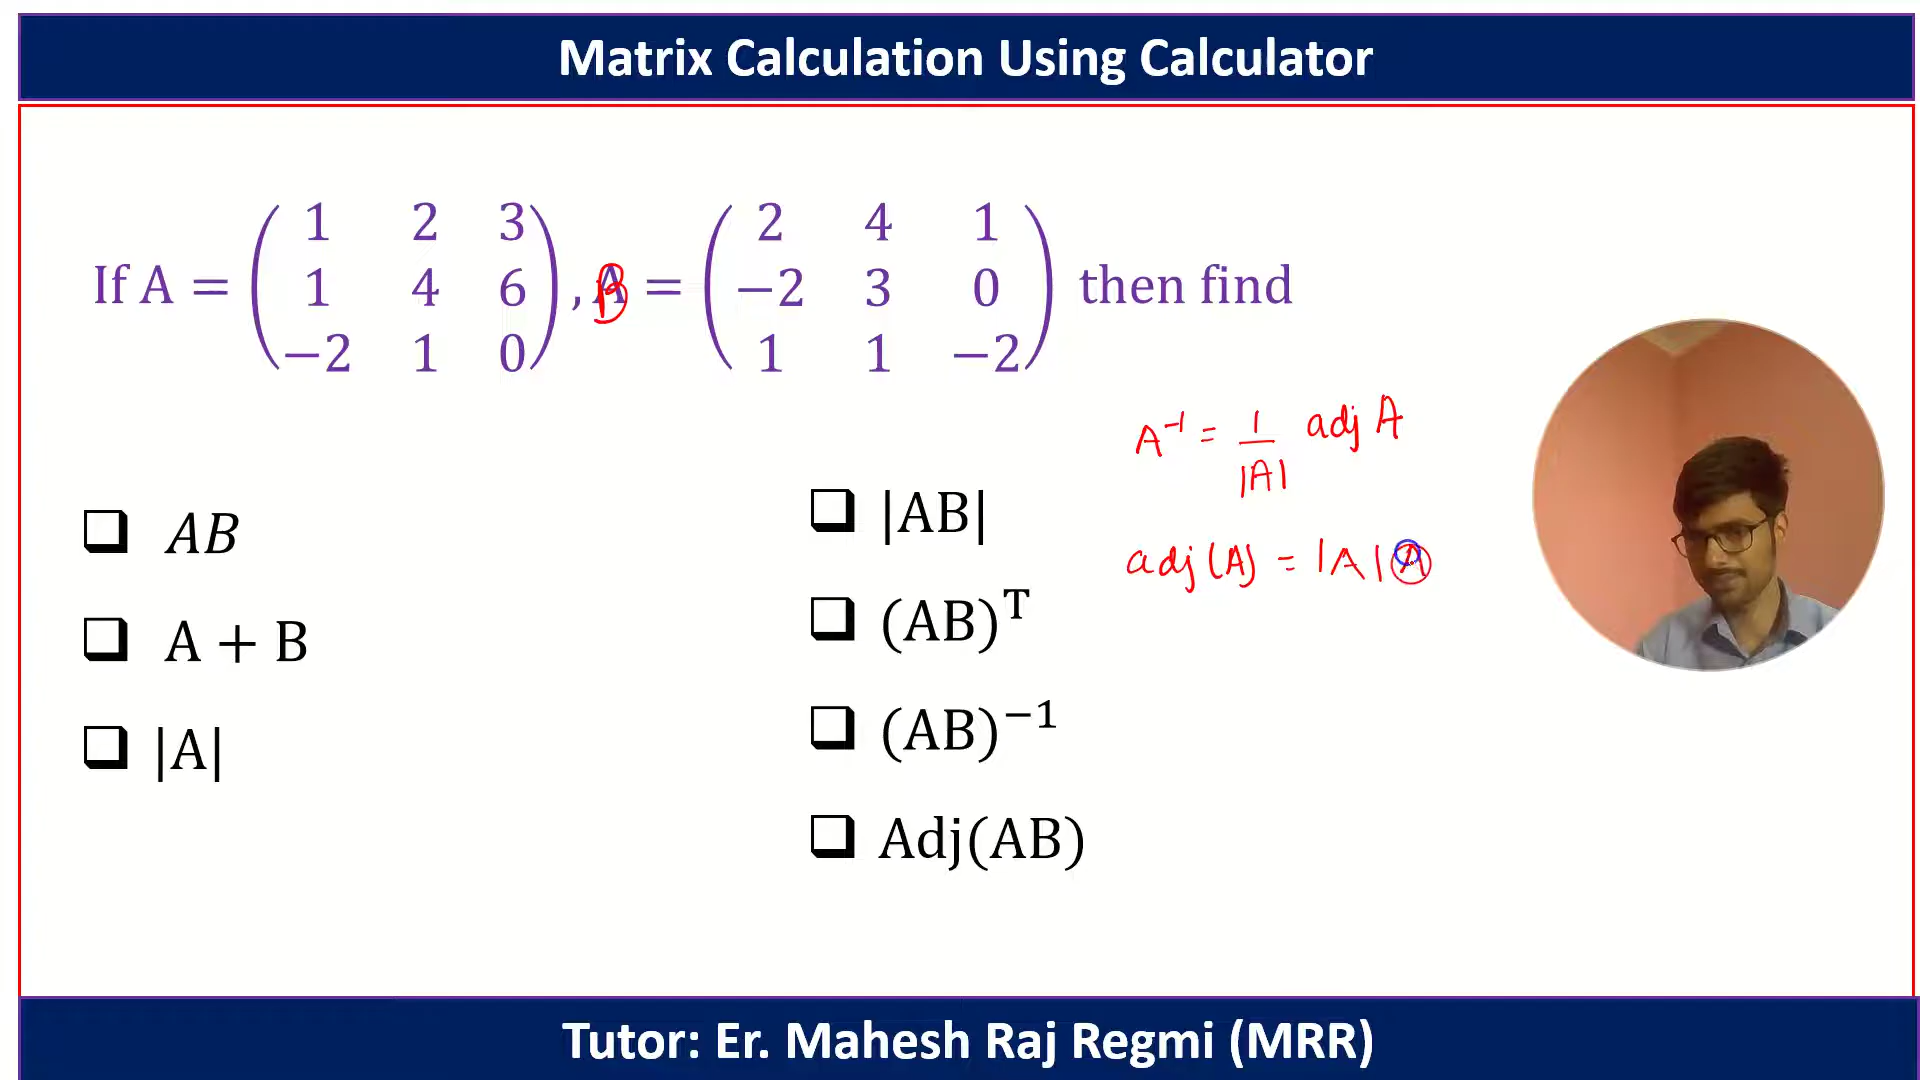 Matrix Calculation Using Calculator
If A = ( 1 2 3 1 4 6 −2 1 0 ) , B = ( 2 4 1 −2 3 0 1 1 −2 ) then find
A⁻¹ = 1/|A| adj A
adj (A) = |A| A
❑ AB
❑ A + B
❑ |A|
❑ |AB|
❑ (AB)ᵀ
❑ (AB)⁻¹
❑ Adj(AB)
Tutor: Er. Mahesh Raj Regmi (MRR)